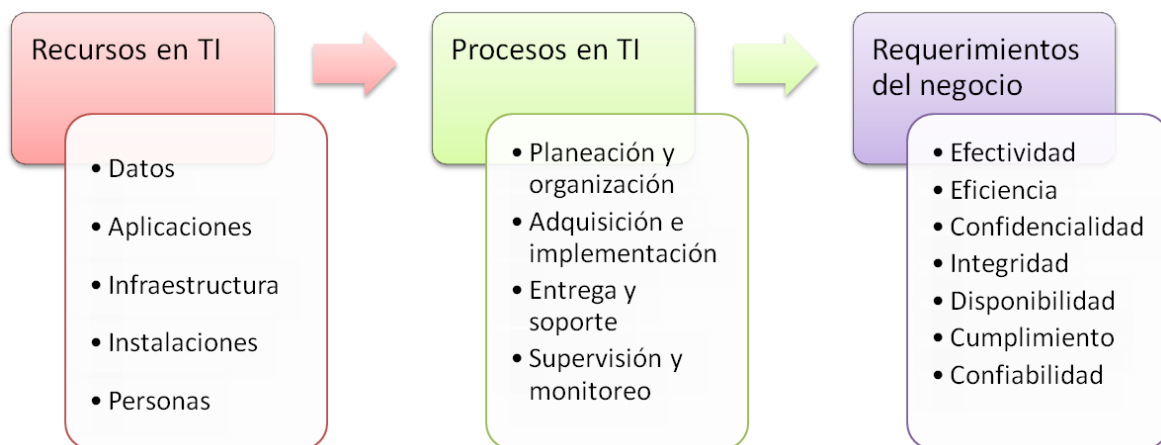 Recursos en TI
• Datos
• Aplicaciones
• Infraestructura
• Instalaciones
• Personas
Procesos en TI
• Planeación y
organización
• Adquisición e
implementación
• Entrega y
soporte
• Supervisión y
monitoreo
Requerimientos
del negocio
• Efectividad
• Eficiencia
• Confidencialidad
• Integridad
• Disponibilidad
• Cumplimiento
• Confiabilidad